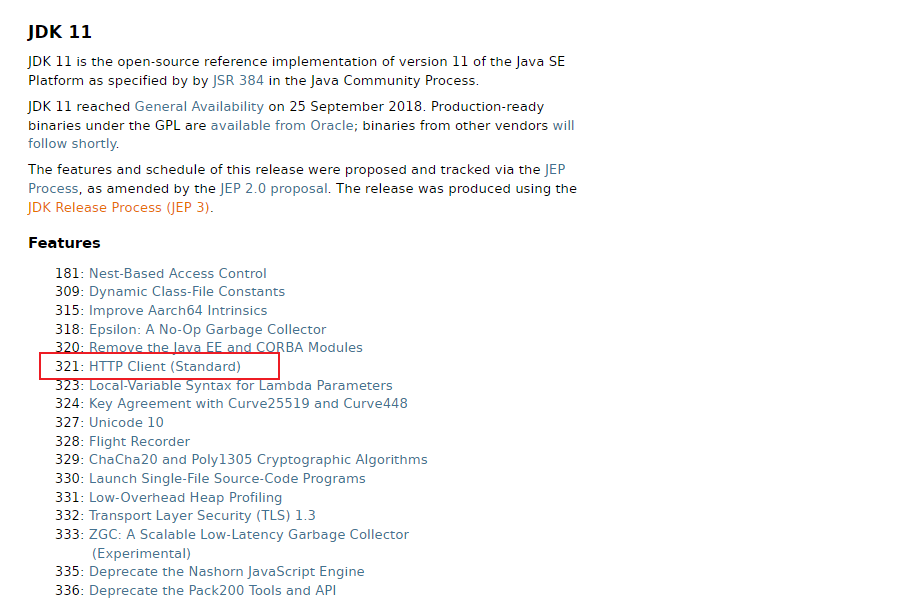 JDK 11
JDK 11 is the open-source reference implementation of version 11 of the Java SE
Platform as specified by by JSR 384 in the Java Community Process.
JDK 11 reached General Availability on 25 September 2018. Production-ready
binaries under the GPL are available from Oracle; binaries from other vendors will
follow shortly.
The features and schedule of this release were proposed and tracked via the JEP
Process, as amended by the JEP 2.0 proposal. The release was produced using the
JDK Release Process (JEP 3).
Features
181: Nest-Based Access Control
309: Dynamic Class-File Constants
315: Improve Aarch64 Intrinsics
318: Epsilon: A No-Op Garbage Collector
320: Remove the Java EE and CORBA Modules
321: HTTP Client (Standard)
323: Local-Variable Syntax for Lambda Parameters
324: Key Agreement with Curve25519 and Curve448
327: Unicode 10
328: Flight Recorder
329: ChaCha20 and Poly1305 Cryptographic Algorithms
330: Launch Single-File Source-Code Programs
331: Low-Overhead Heap Profiling
332: Transport Layer Security (TLS) 1.3
333: ZGC: A Scalable Low-Latency Garbage Collector
(Experimental)
335: Deprecate the Nashorn JavaScript Engine
336: Deprecate the Pack200 Tools and API